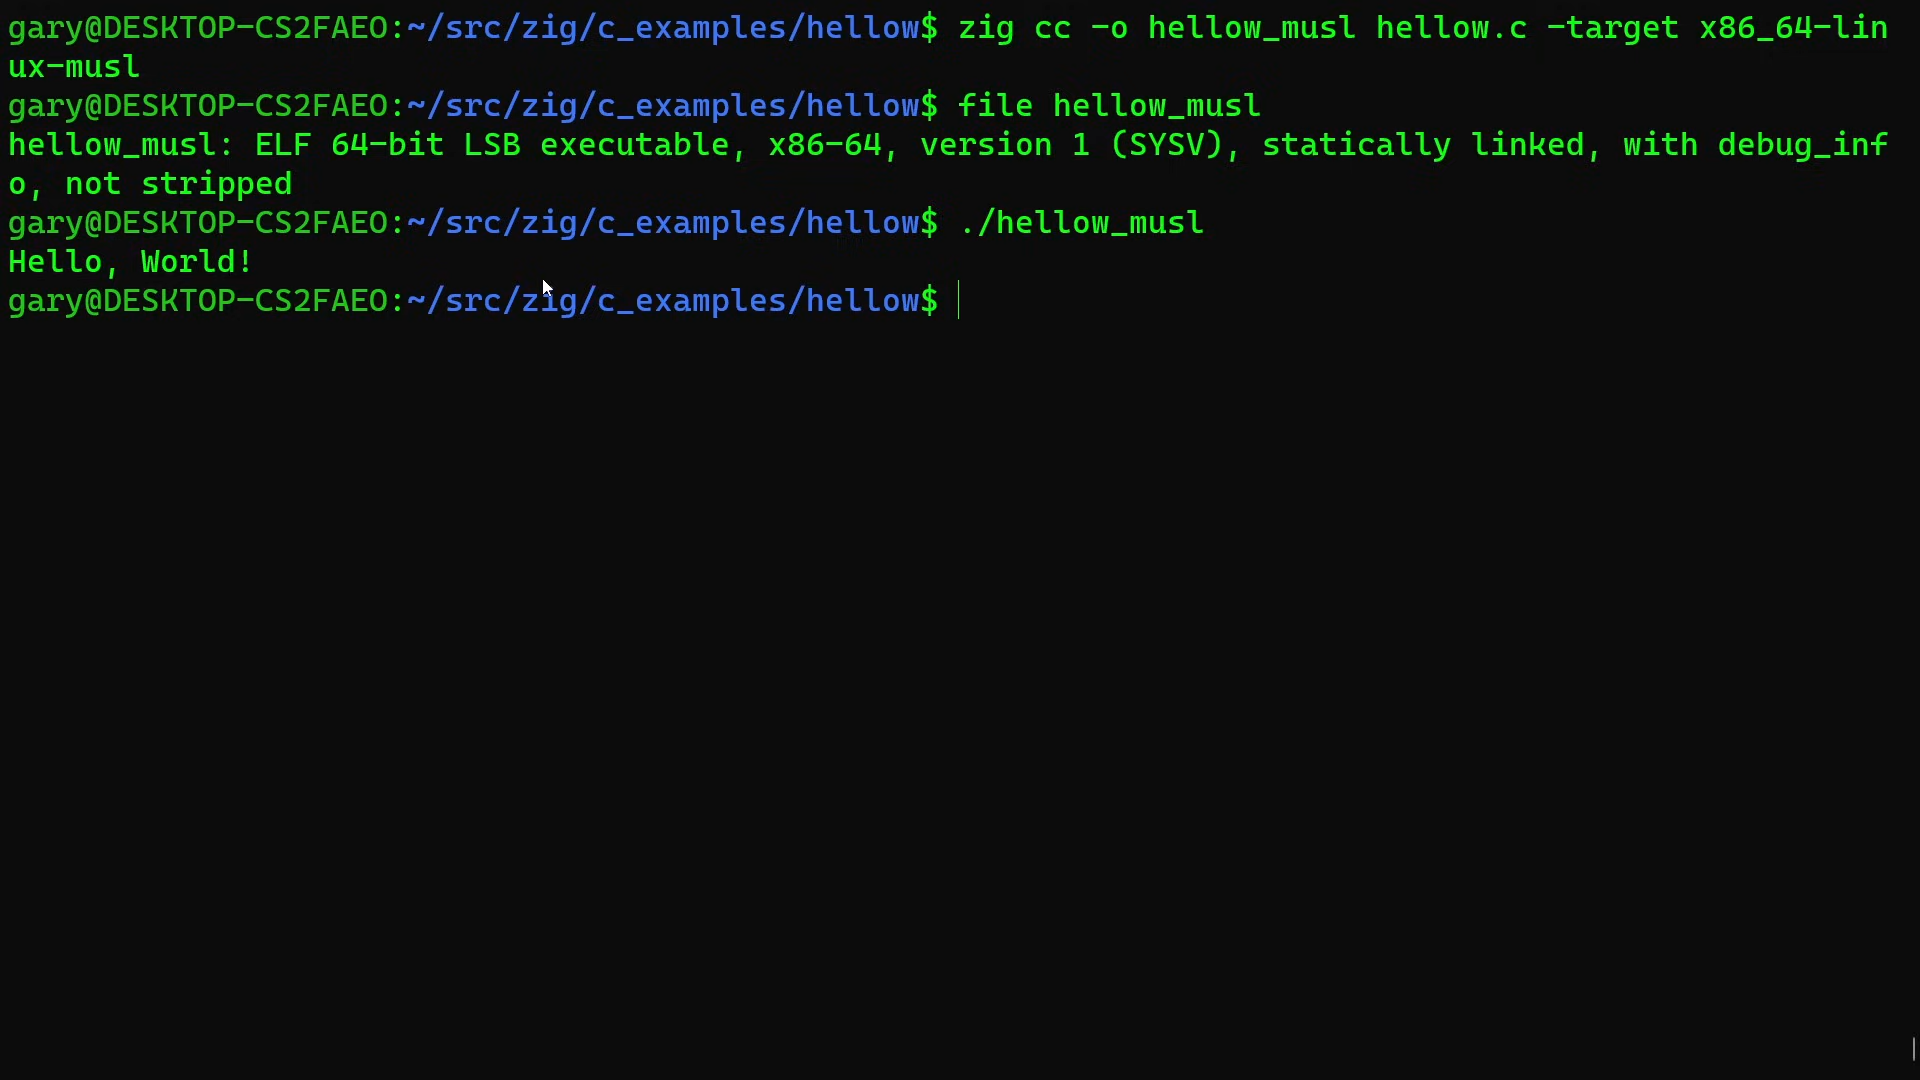 gary@DESKTOP-CS2FAEO:~/src/zig/c_examples/hellow$ zig cc -o hellow_musl hellow.c -target x86_64-lin
ux-musl
gary@DESKTOP-CS2FAEO:~/src/zig/c_examples/hellow$ file hellow_musl
hellow_musl: ELF 64-bit LSB executable, x86-64, version 1 (SYSV), statically linked, with debug_inf
o, not stripped
gary@DESKTOP-CS2FAEO:~/src/zig/c_examples/hellow$ ./hellow_musl
Hello, World!
gary@DESKTOP-CS2FAEO:~/src/zig/c_examples/hellow$